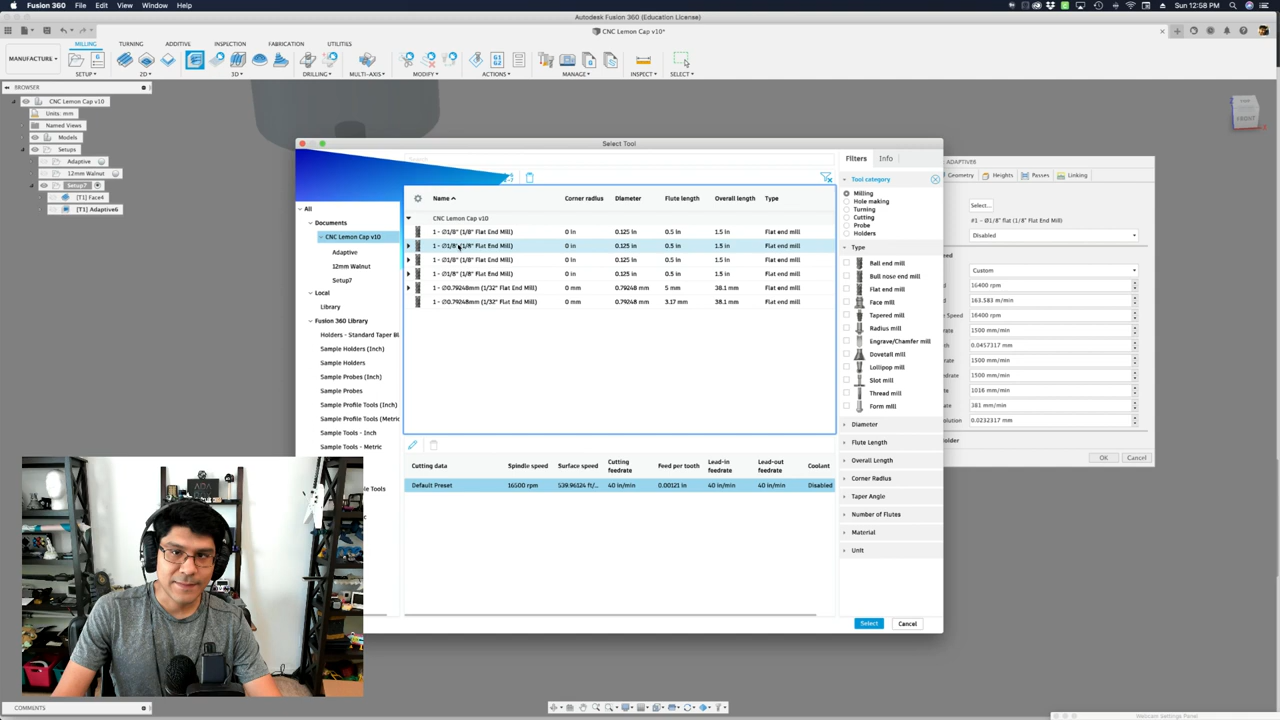 Fusion 360 File Edit View Window Help Sun 12:58 PM
Autodesk Fusion 360 (Education License)
CNC Lemon Cap v10*
MILLING TURNING ADDITIVE INSPECTION FABRICATION UTILITIES
MANUFACTURE
SETUP 2D 3D DRILLING MULTI-AXIS MODIFY ACTIONS MANAGE INSPECT SELECT
BROWSER
CNC Lemon Cap v10
Units: mm
Named Views
Models
Setups
Adaptive
12mm Walnut
Setup7
[T1] Face4
[T1] Adaptive6
FRONT
Select Tool
All
Documents
CNC Lemon Cap v10
Adaptive
12mm Walnut
Setup7
Local
Library
Fusion 360 Library
Holders - Standard Taper Bl
Sample Holders (Inch)
Sample Holders
Sample Probes (Inch)
Sample Probes
Sample Profile Tools (Inch)
Sample Profile Tools (Metric)
Sample Tools - Inch
Sample Tools - Metric
Name Corner radius Diameter Flute length Overall length Type
CNC Lemon Cap v10
1 - Ø1/8" (1/8" Flat End Mill) 0 in 0.125 in 0.5 in 1.5 in Flat end mill
1 - Ø1/8" (1/8" Flat End Mill) 0 in 0.125 in 0.5 in 1.5 in Flat end mill
1 - Ø1/8" (1/8" Flat End Mill) 0 in 0.125 in 0.5 in 1.5 in Flat end mill
1 - Ø1/8" (1/8" Flat End Mill) 0 in 0.125 in 0.5 in 1.5 in Flat end mill
1 - Ø0.79248mm (1/32" Flat End Mill) 0 mm 0.79248 mm 5 mm 38.1 mm Flat end mill
1 - Ø0.79248mm (1/32" Flat End Mill) 0 mm 0.79248 mm 3.17 mm 38.1 mm Flat end mill
Cutting data Spindle speed Surface speed Cutting feedrate Feed per tooth Lead-in feedrate Lead-out feedrate Coolant
Default Preset 16500 rpm 539.96124 ft/... 40 in/min 0.00121 in 40 in/min 40 in/min Disabled
Filters Info
Tool category
Milling
Hole making
Turning
Cutting
Probe
Holders
Type
Ball end mill
Bull nose end mill
Flat end mill
Face mill
Tapered mill
Radius mill
Engrave/Chamfer mill
Dovetail mill
Lollipop mill
Slot mill
Thread mill
Form mill
Diameter
Flute Length
Overall Length
Corner Radius
Taper Angle
Number of Flutes
Material
Unit
Select Cancel
ADAPTIVE
Geometry Heights Passes Linking
Select...
#1 - Ø1/8" flat (1/8" Flat End Mill)
Disabled
Custom
16400 rpm
163.583 m/min
16400 rpm
1500 mm/min
0.0457317 mm
1500 mm/min
1500 mm/min
1016 mm/min
381 mm/min
0.0232317 mm
OK Cancel
COMMENTS
Webcam Settings Panel